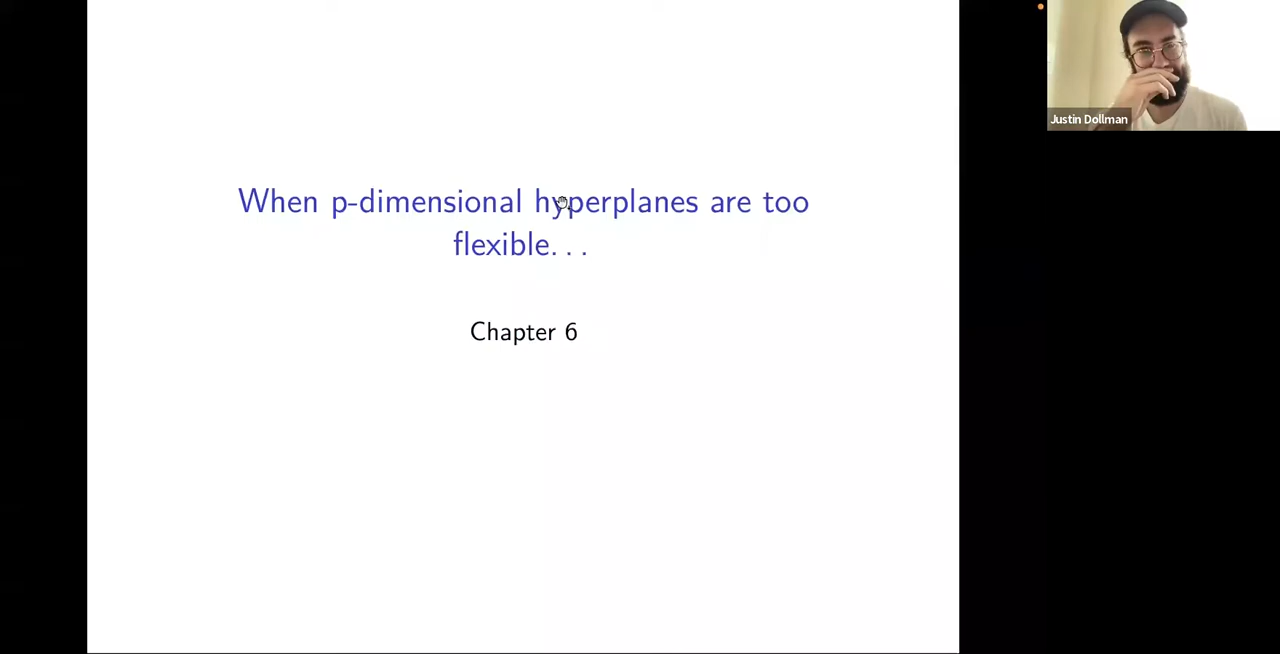 When p-dimensional hyperplanes are too
flexible. . .
Chapter 6
Justin Dollman